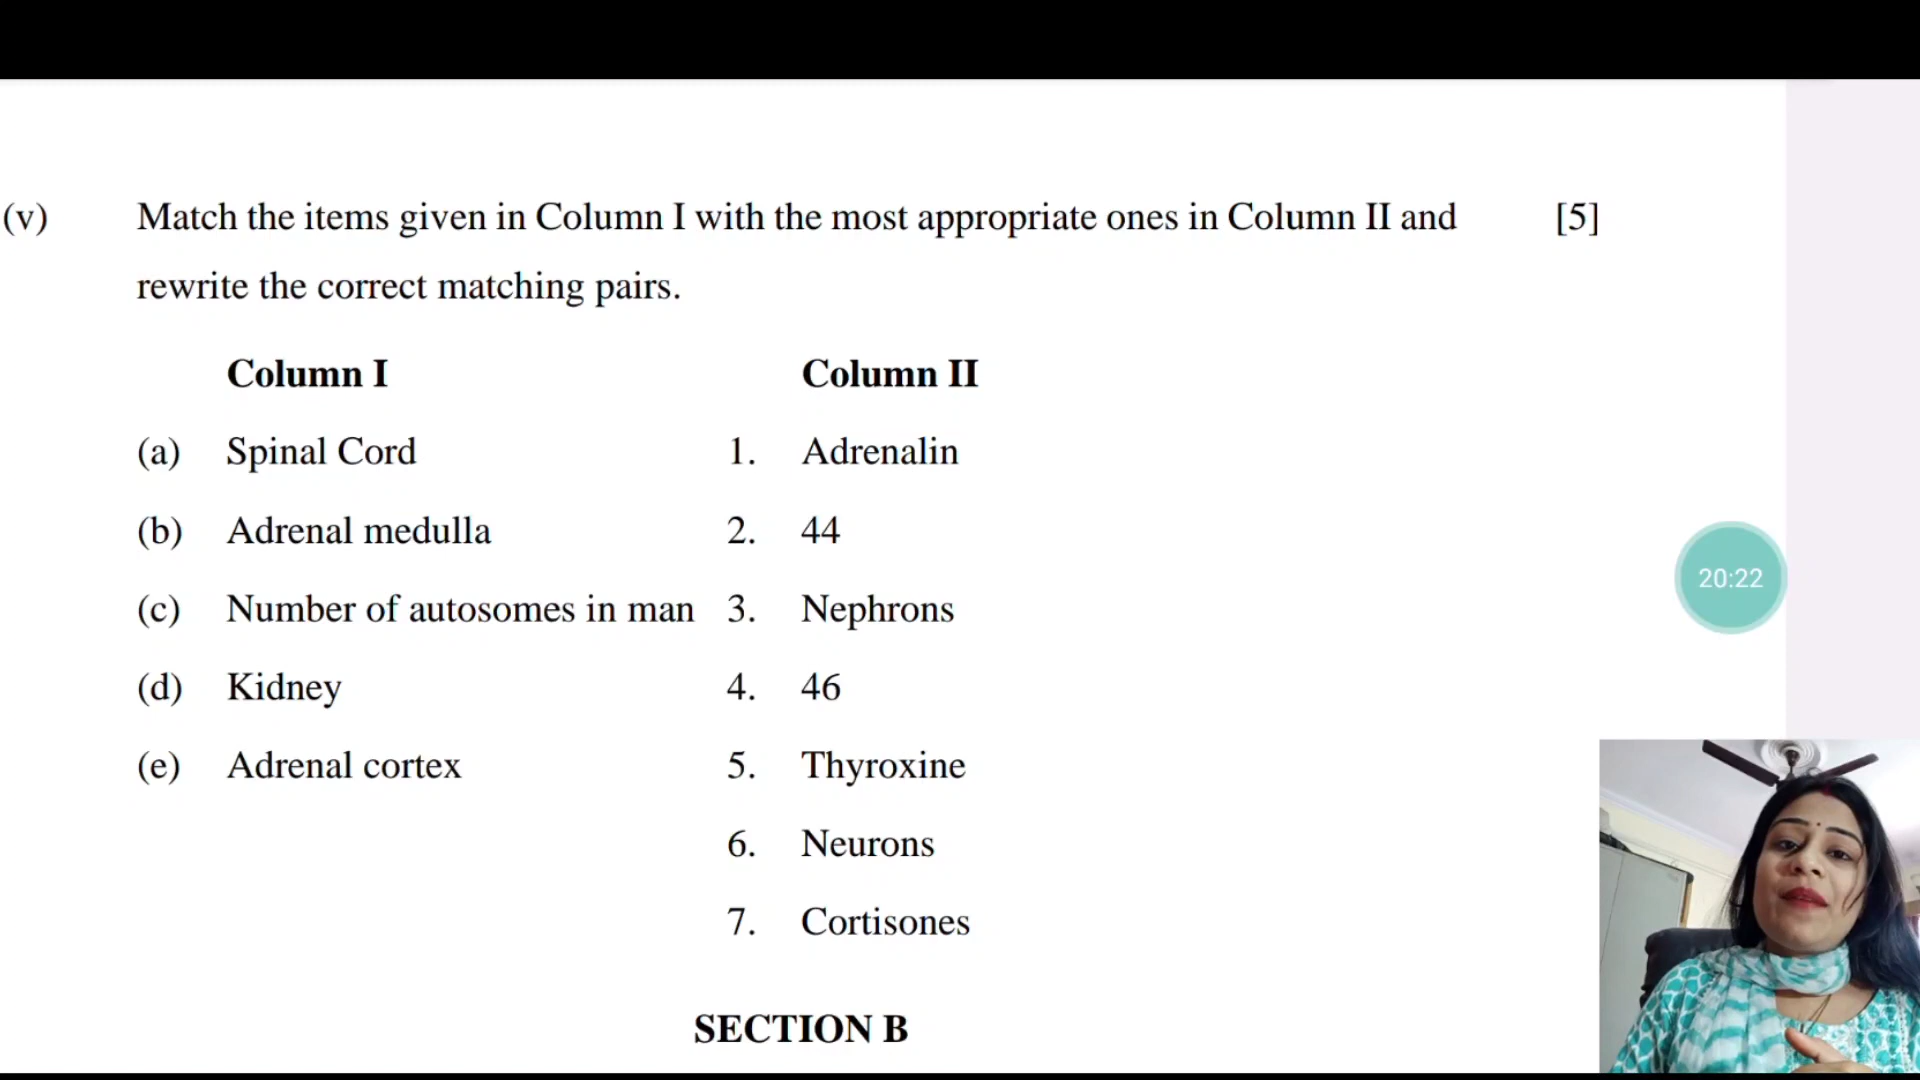 (v) Match the items given in Column I with the most appropriate ones in Column II and [5]
rewrite the correct matching pairs.
Column I Column II
(a) Spinal Cord 1. Adrenalin
(b) Adrenal medulla 2. 44
(c) Number of autosomes in man 3. Nephrons
(d) Kidney 4. 46
(e) Adrenal cortex 5. Thyroxine
6. Neurons
7. Cortisones
SECTION B
20:22